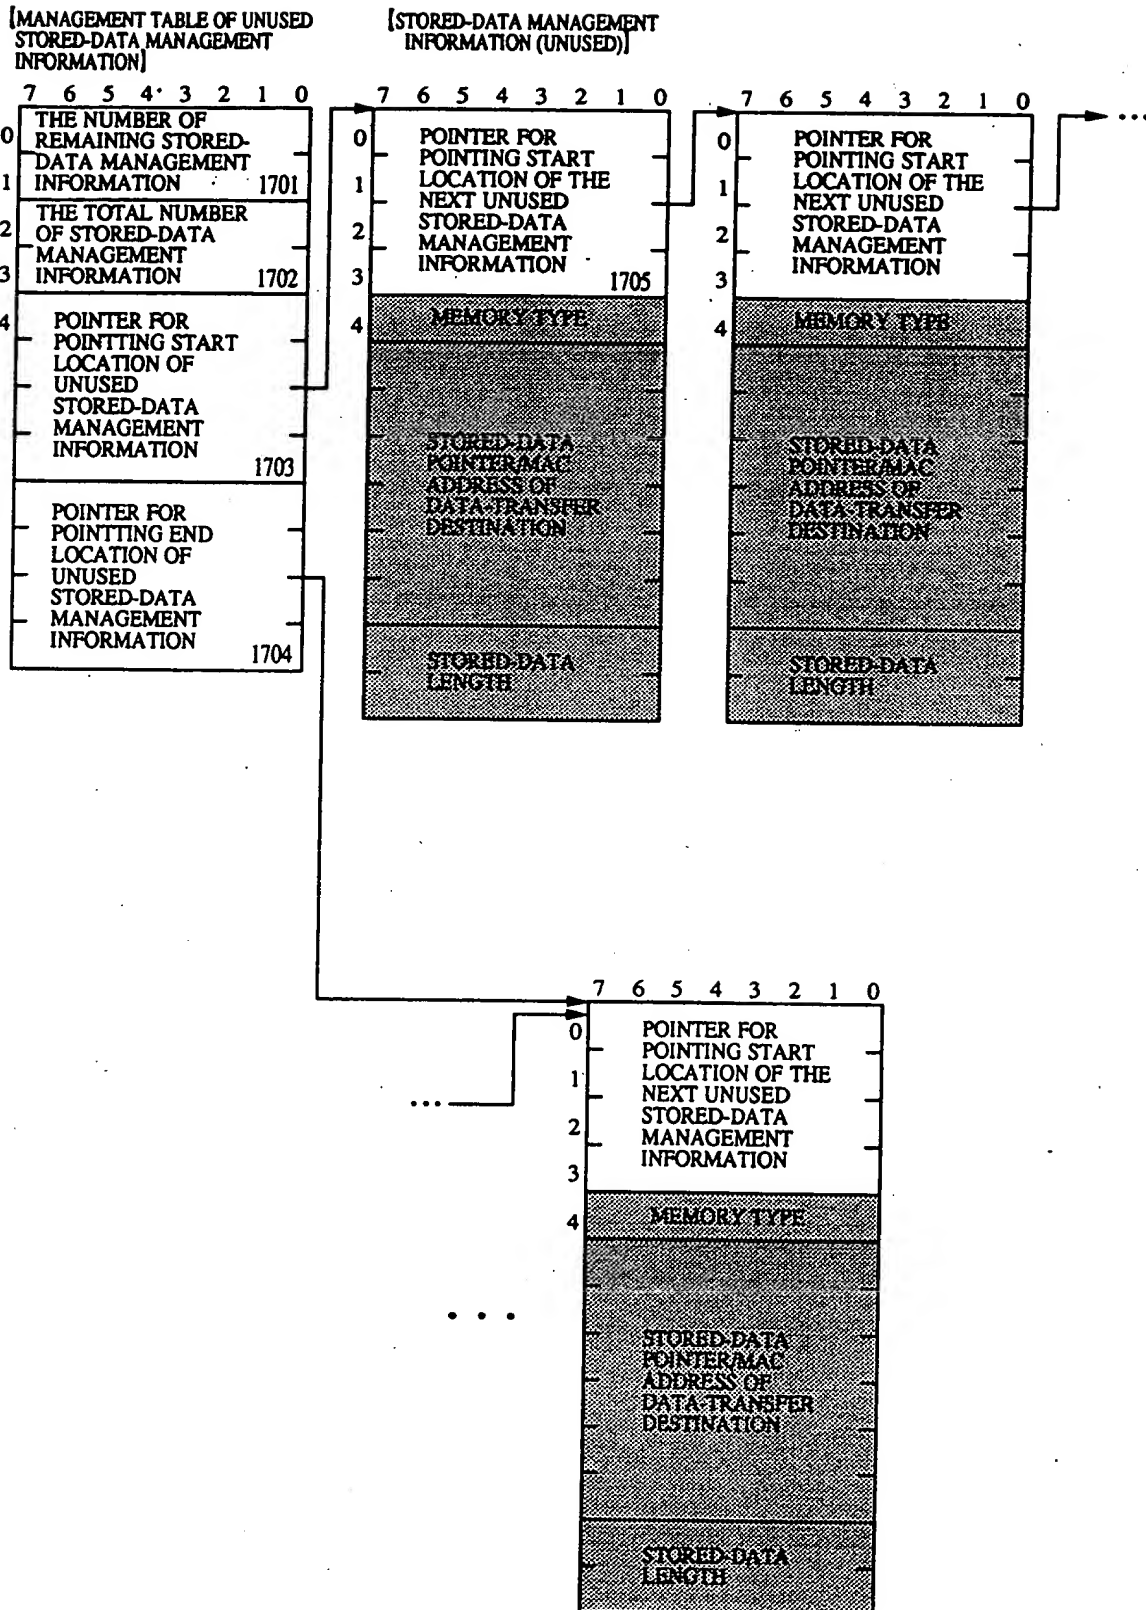 [MANAGEMENT TABLE OF UNUSED
STORED-DATA MANAGEMENT
INFORMATION]
7 6 5 4 3 2 1 0
0
1
2
3
4
THE NUMBER OF
REMAINING STORED-
DATA MANAGEMENT
INFORMATION 1701
THE TOTAL NUMBER
OF STORED-DATA
MANAGEMENT
INFORMATION 1702
POINTER FOR
POINTTING START
LOCATION OF
UNUSED
STORED-DATA
MANAGEMENT
INFORMATION
1703
POINTER FOR
POINTTING END
LOCATION OF
UNUSED
STORED-DATA
MANAGEMENT
INFORMATION
1704
[STORED-DATA MANAGEMENT
INFORMATION (UNUSED)]
7 6 5 4 3 2 1 0
0
1
2
3
4
POINTER FOR
POINTING START
LOCATION OF THE
NEXT UNUSED
STORED-DATA
MANAGEMENT
INFORMATION
1705
MEMORY TYPE
STORED-DATA
POINTER/MAC
ADDRESS OF
DATA-TRANSFER
DESTINATION
STORED-DATA
LENGTH
7 6 5 4 3 2 1 0
0
1
2
3
4
POINTER FOR
POINTING START
LOCATION OF THE
NEXT UNUSED
STORED-DATA
MANAGEMENT
INFORMATION
MEMORY TYPE
STORED-DATA
POINTER/MAC
ADDRESS OF
DATA-TRANSFER
DESTINATION
STORED-DATA
LENGTH
...
7 6 5 4 3 2 1 0
0
1
2
3
4
POINTER FOR
POINTING START
LOCATION OF THE
NEXT UNUSED
STORED-DATA
MANAGEMENT
INFORMATION
MEMORY TYPE
STORED-DATA
POINTER/MAC
ADDRESS OF
DATA-TRANSFER
DESTINATION
STORED-DATA
LENGTH
...
. . .